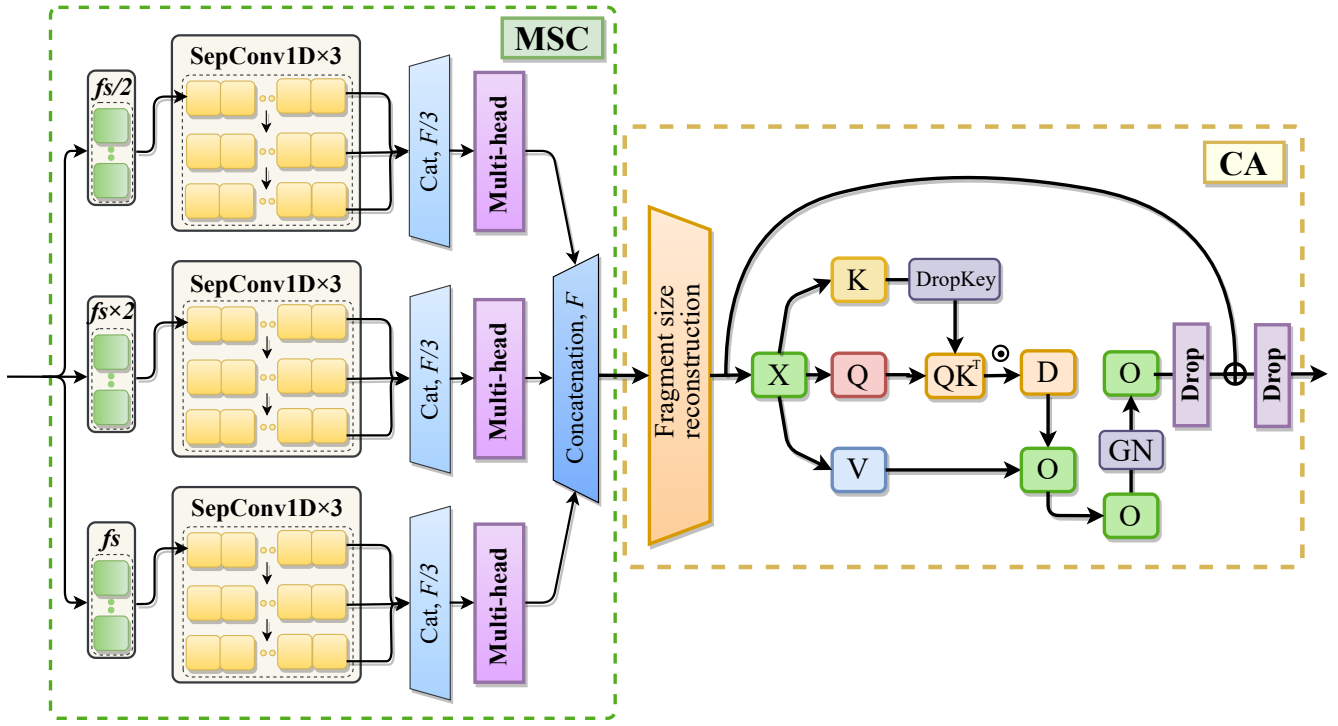 MSC
fs/2
SepConv1D×3
Cat, F/3
Multi-head
fs×2
SepConv1D×3
Cat, F/3
Multi-head
fs
SepConv1D×3
Cat, F/3
Multi-head
Concatenation, F
CA
Fragment size
reconstruction
X
K
DropKey
Q
QKᵀ
D
V
O
O
GN
O
Drop
Drop